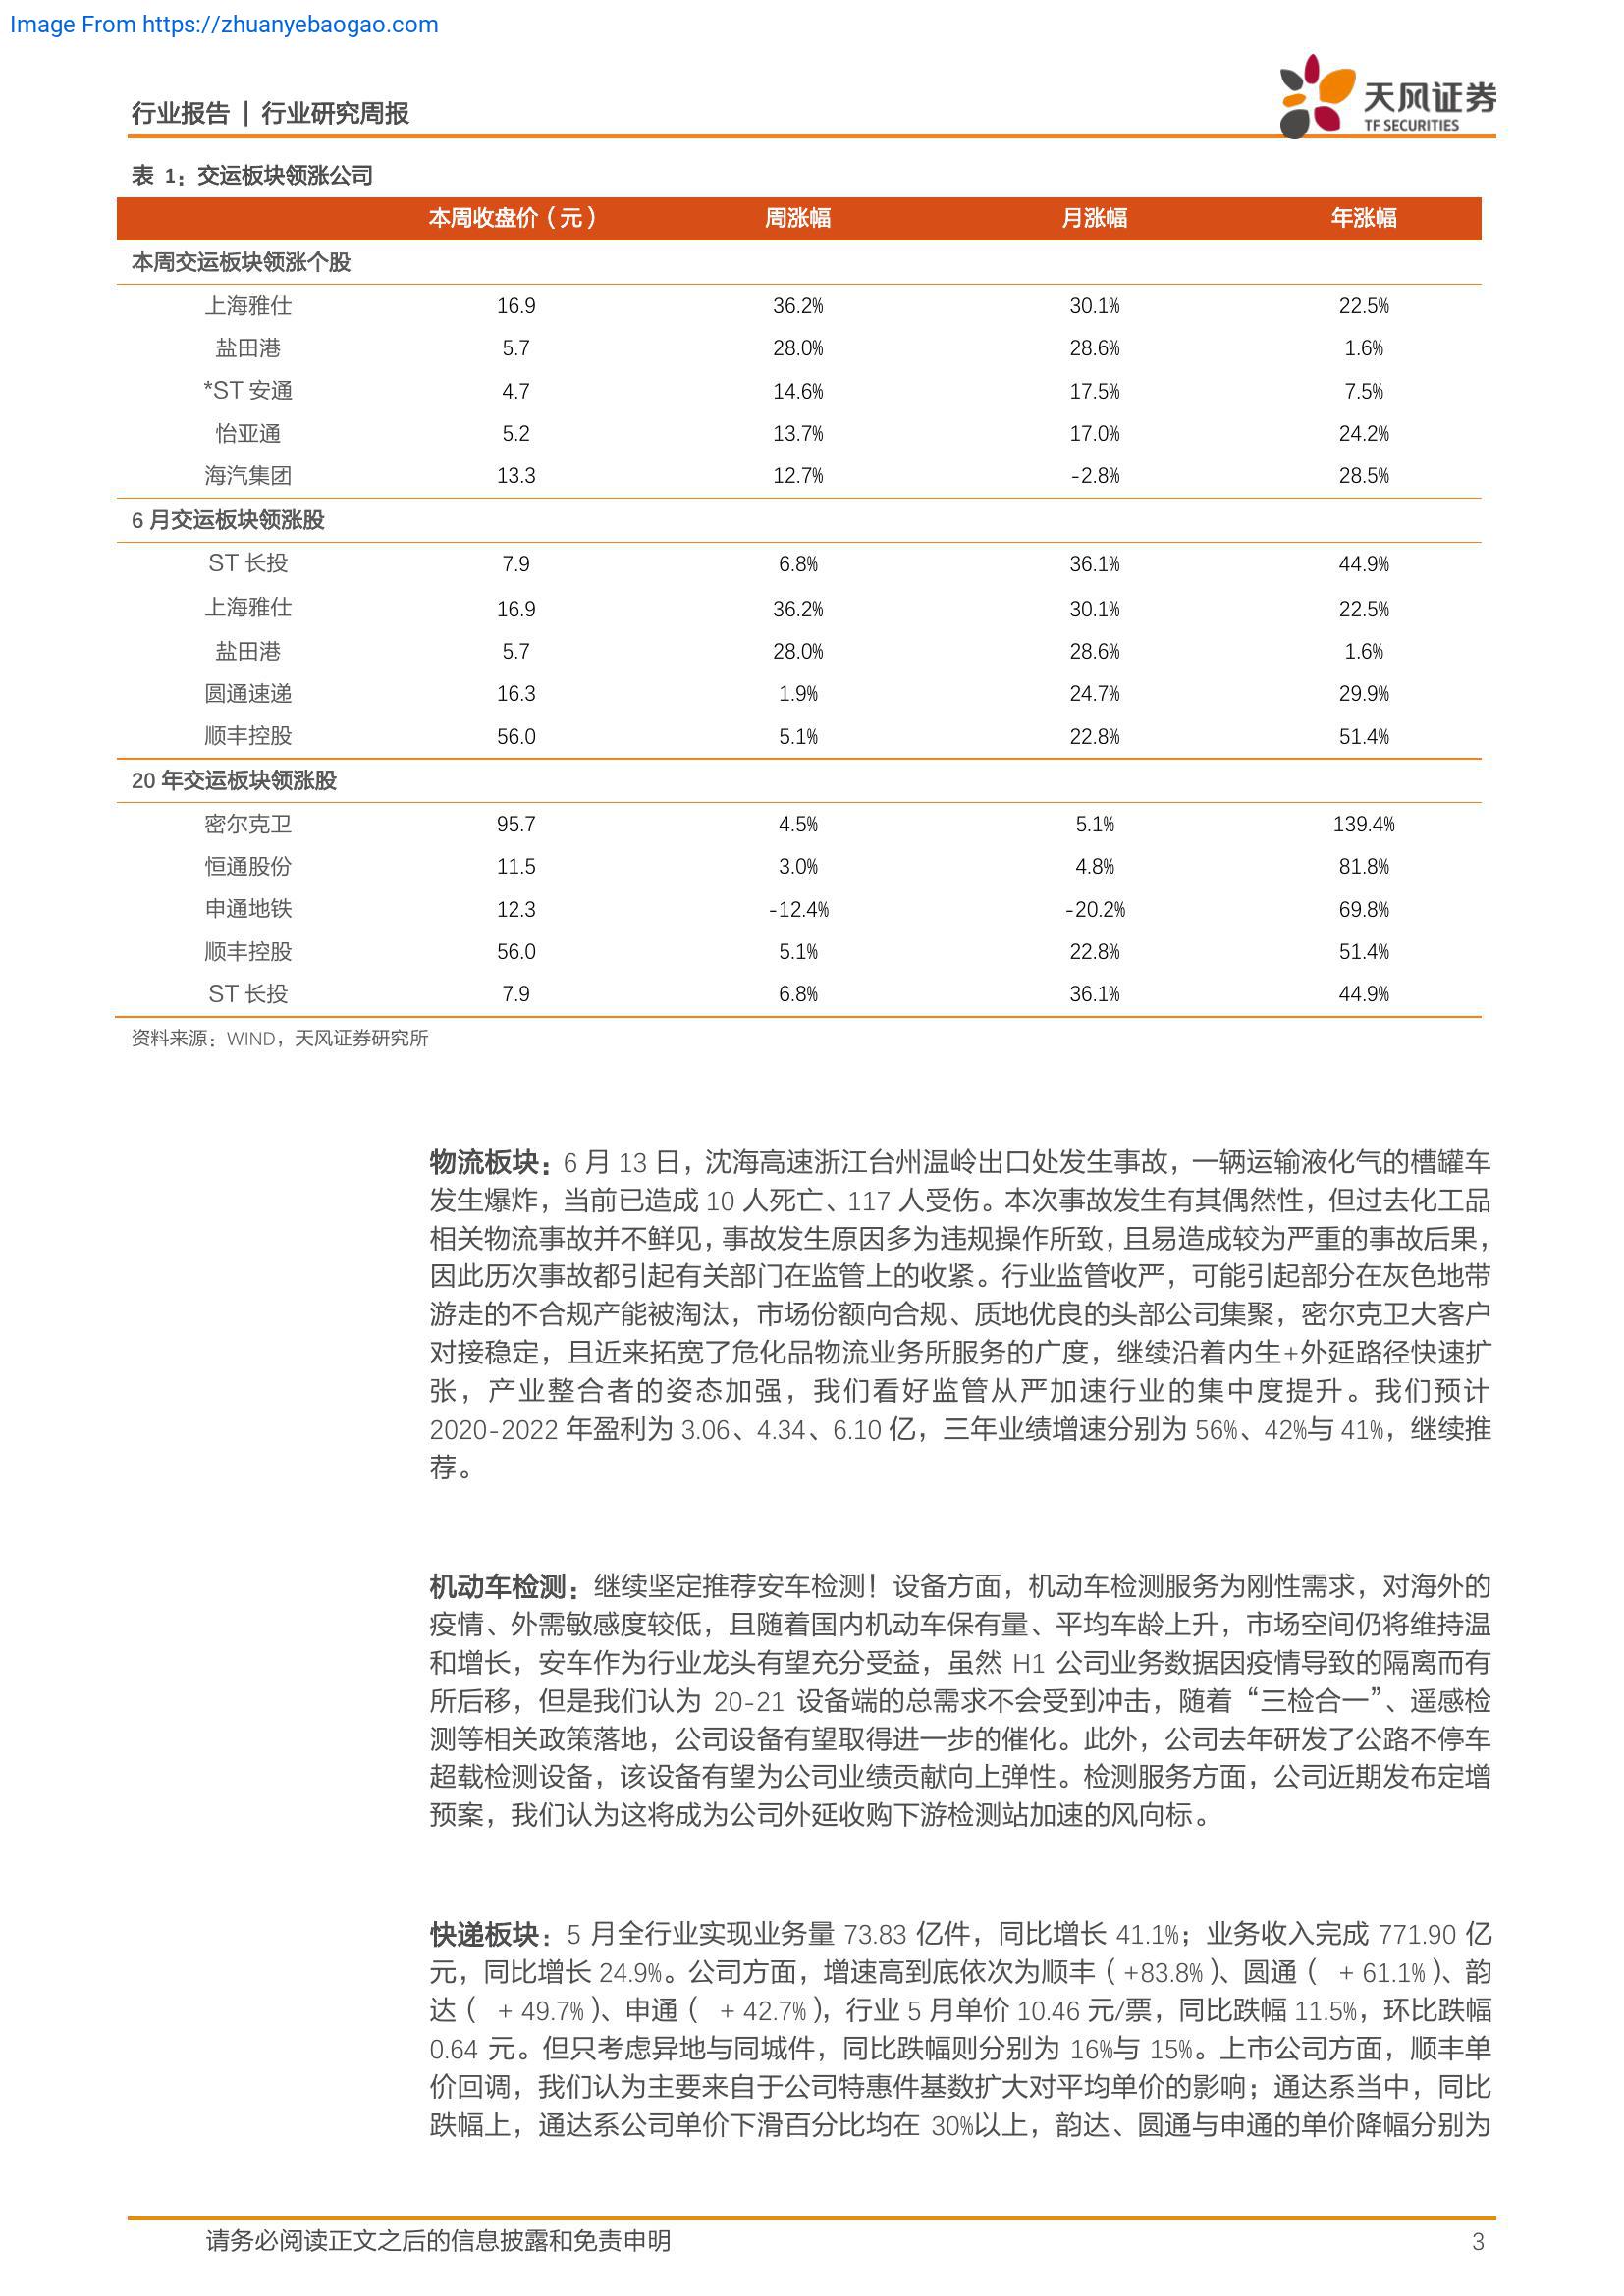 Image From https://zhuanyebaogao.com
行业报告 | 行业研究周报
天风证券
TF SECURITIES
表 1：交运板块领涨公司
本周收盘价（元） 周涨幅 月涨幅 年涨幅
本周交运板块领涨个股
上海雅仕 16.9 36.2% 30.1% 22.5%
盐田港 5.7 28.0% 28.6% 1.6%
*ST 安通 4.7 14.6% 17.5% 7.5%
怡亚通 5.2 13.7% 17.0% 24.2%
海汽集团 13.3 12.7% -2.8% 28.5%
6 月交运板块领涨股
ST 长投 7.9 6.8% 36.1% 44.9%
上海雅仕 16.9 36.2% 30.1% 22.5%
盐田港 5.7 28.0% 28.6% 1.6%
圆通速递 16.3 1.9% 24.7% 29.9%
顺丰控股 56.0 5.1% 22.8% 51.4%
20 年交运板块领涨股
密尔克卫 95.7 4.5% 5.1% 139.4%
恒通股份 11.5 3.0% 4.8% 81.8%
申通地铁 12.3 -12.4% -20.2% 69.8%
顺丰控股 56.0 5.1% 22.8% 51.4%
ST 长投 7.9 6.8% 36.1% 44.9%
资料来源：WIND，天风证券研究所
物流板块：6 月 13 日，沈海高速浙江台州温岭出口处发生事故，一辆运输液化气的槽罐车
发生爆炸，当前已造成 10 人死亡、117 人受伤。本次事故发生有其偶然性，但过去化工品
相关物流事故并不鲜见，事故发生原因多为违规操作所致，且易造成较为严重的事故后果，
因此历次事故都引起有关部门在监管上的收紧。行业监管收严，可能引起部分在灰色地带
游走的不合规产能被淘汰，市场份额向合规、质地优良的头部公司集聚，密尔克卫大客户
对接稳定，且近来拓宽了危化品物流业务所服务的广度，继续沿着内生+外延路径快速扩
张，产业整合者的姿态加强，我们看好监管从严加速行业的集中度提升。我们预计
2020-2022 年盈利为 3.06、4.34、6.10 亿，三年业绩增速分别为 56%、42%与 41%，继续推
荐。
机动车检测：继续坚定推荐安车检测！设备方面，机动车检测服务为刚性需求，对海外的
疫情、外需敏感度较低，且随着国内机动车保有量、平均车龄上升，市场空间仍将维持温
和增长，安车作为行业龙头有望充分受益，虽然 H1 公司业务数据因疫情导致的隔离而有
所后移，但是我们认为 20-21 设备端的总需求不会受到冲击，随着“三检合一”、遥感检
测等相关政策落地，公司设备有望取得进一步的催化。此外，公司去年研发了公路不停车
超载检测设备，该设备有望为公司业绩贡献向上弹性。检测服务方面，公司近期发布定增
预案，我们认为这将成为公司外延收购下游检测站加速的风向标。
快递板块：5 月全行业实现业务量 73.83 亿件，同比增长 41.1%；业务收入完成 771.90 亿
元，同比增长 24.9%。公司方面，增速高到底依次为顺丰（+83.8%）、圆通（ + 61.1%）、韵
达（ + 49.7%）、申通（ + 42.7%），行业 5 月单价 10.46 元/票，同比跌幅 11.5%，环比跌幅
0.64 元。但只考虑异地与同城件，同比跌幅则分别为 16%与 15%。上市公司方面，顺丰单
价回调，我们认为主要来自于公司特惠件基数扩大对平均单价的影响；通达系当中，同比
跌幅上，通达系公司单价下滑百分比均在 30%以上，韵达、圆通与申通的单价降幅分别为
请务必阅读正文之后的信息披露和免责申明 3